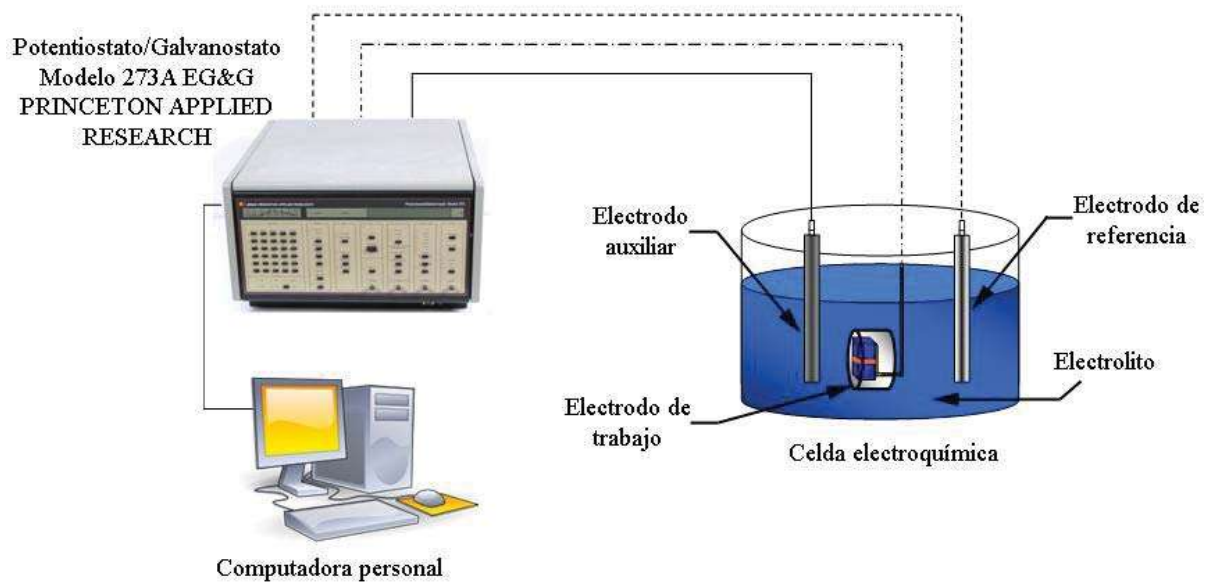 Potentiostato/Galvanostato
Modelo 273A EG&G
PRINCETON APPLIED
RESEARCH
Electrodo
auxiliar
Electrodo de
referencia
Electrolito
Electrodo de
trabajo
Celda electroquímica
Computadora personal